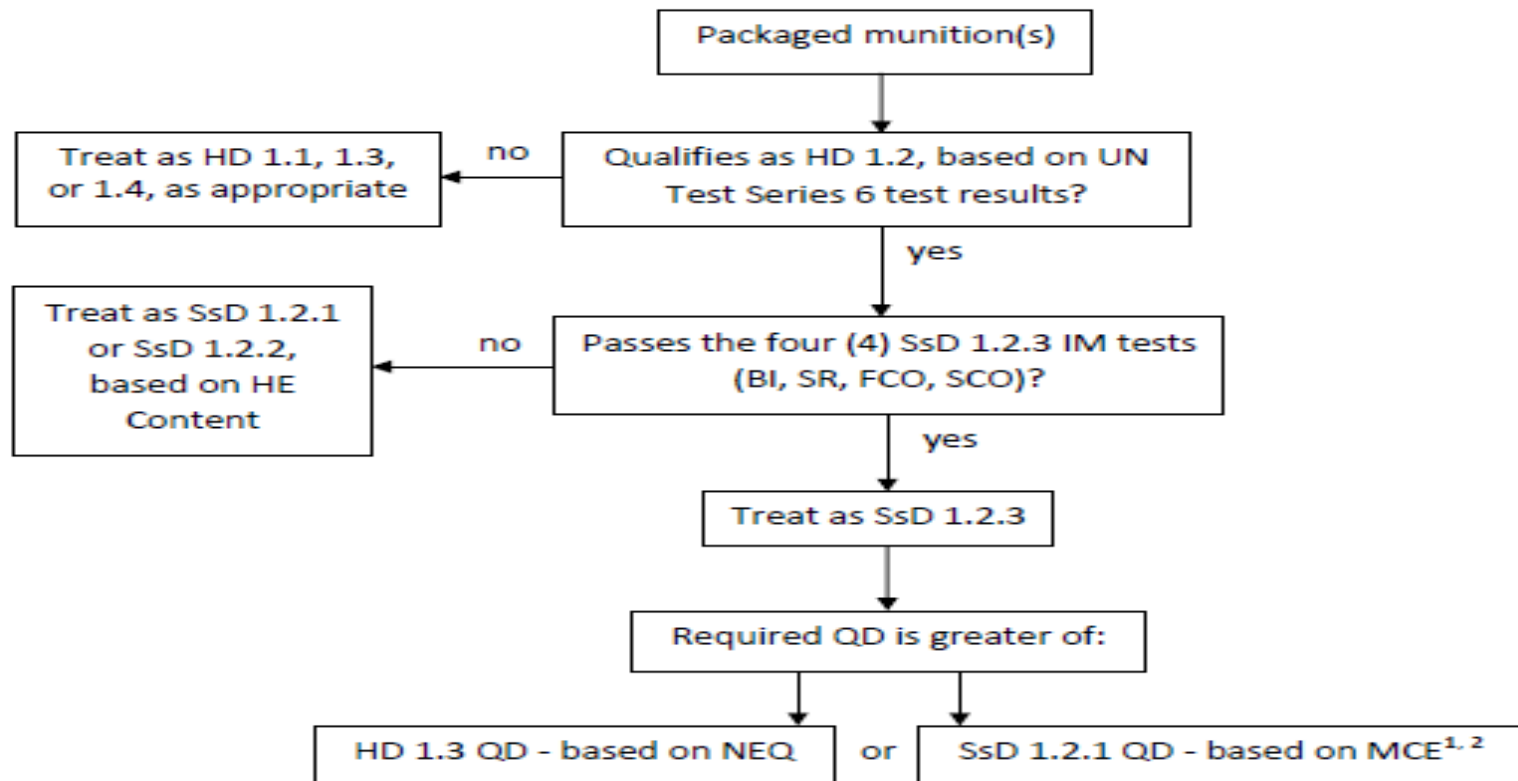 Packaged munition(s)
Treat as HD 1.1, 1.3,
or 1.4, as appropriate
no
Qualifies as HD 1.2, based on UN
Test Series 6 test results?
yes
Treat as SsD 1.2.1
or SsD 1.2.2,
based on HE
Content
no
Passes the four (4) SsD 1.2.3 IM tests
(BI, SR, FCO, SCO)?
yes
Treat as SsD 1.2.3
Required QD is greater of:
HD 1.3 QD - based on NEQ or SsD 1.2.1 QD - based on MCE¹˒ ²